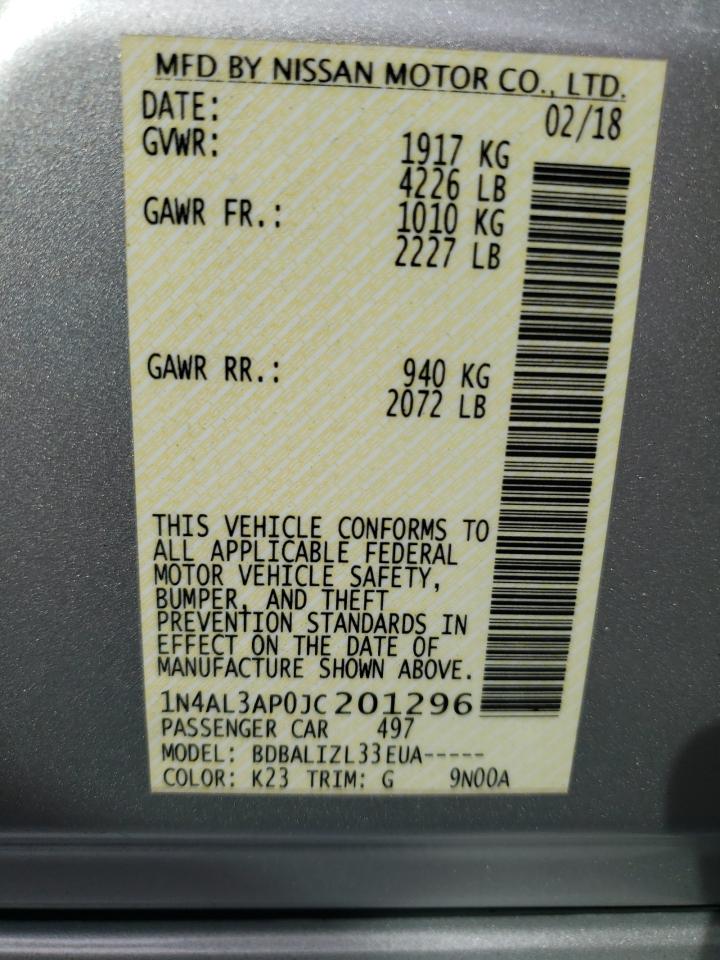 MFD BY NISSAN MOTOR CO., LTD.
DATE: 02/18
GVWR: 1917 KG
4226 LB
GAWR FR.: 1010 KG
2227 LB
GAWR RR.: 940 KG
2072 LB
THIS VEHICLE CONFORMS TO
ALL APPLICABLE FEDERAL
MOTOR VEHICLE SAFETY,
BUMPER, AND THEFT
PREVENTION STANDARDS IN
EFFECT ON THE DATE OF
MANUFACTURE SHOWN ABOVE.
1N4AL3AP0JC201296
PASSENGER CAR 497
MODEL: BDBALIZL33EUA-----
COLOR: K23 TRIM: G 9N00A